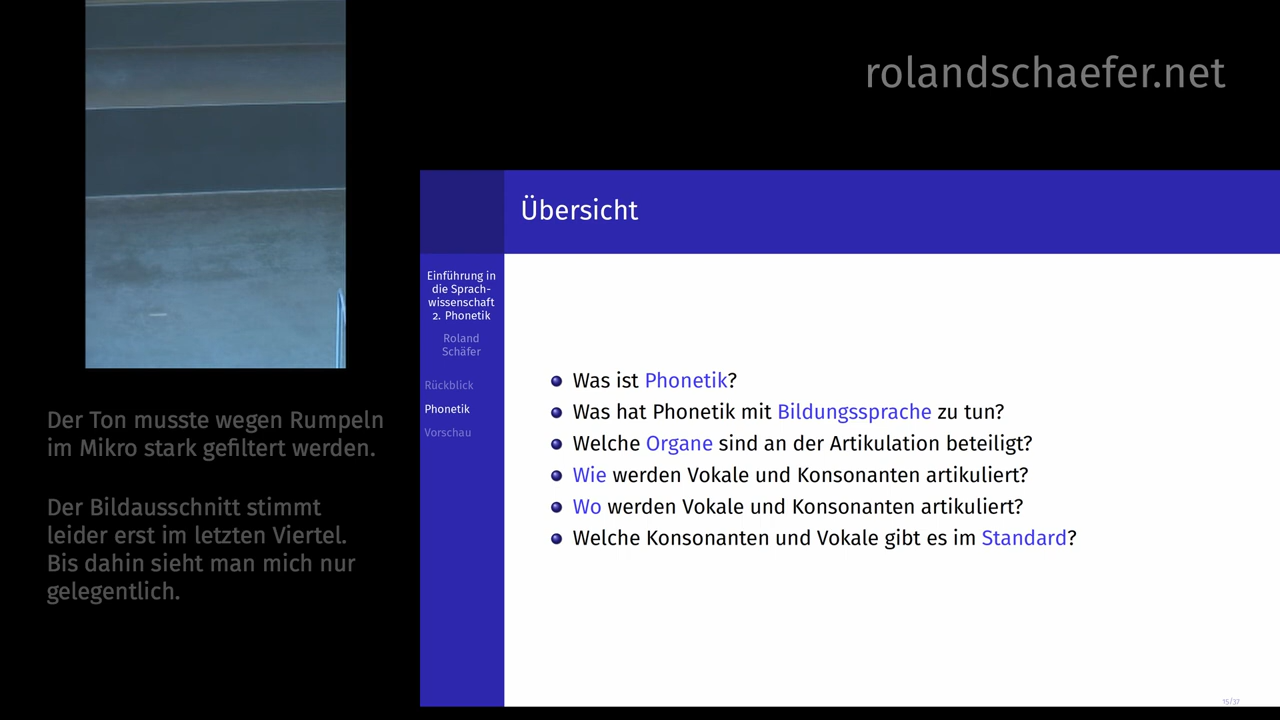 rolandschaefer.net
Übersicht
Einführung in
die Sprach-
wissenschaft
2. Phonetik
Roland
Schäfer
Rückblick
Phonetik
Vorschau
Was ist Phonetik?
Was hat Phonetik mit Bildungssprache zu tun?
Welche Organe sind an der Artikulation beteiligt?
Wie werden Vokale und Konsonanten artikuliert?
Wo werden Vokale und Konsonanten artikuliert?
Welche Konsonanten und Vokale gibt es im Standard?
15/37
Der Ton musste wegen Rumpeln
im Mikro stark gefiltert werden.
Der Bildausschnitt stimmt
leider erst im letzten Viertel.
Bis dahin sieht man mich nur
gelegentlich.